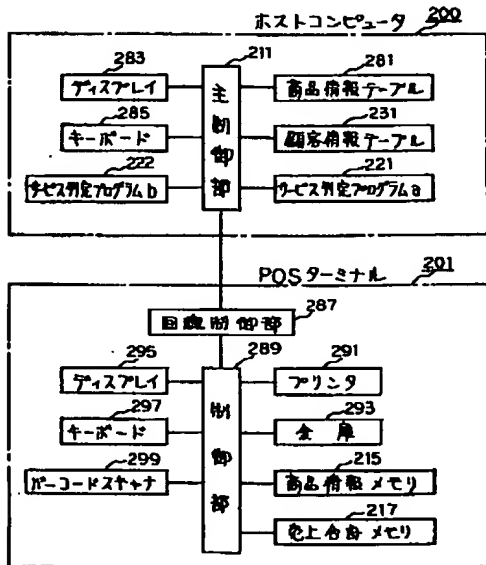 ホストコンピュータ 200
283 211 281
ディスプレイ 主制御部 商品情報テーブル
285 231
キーボード 顧客情報テーブル
222 221
サービス判定プログラムb サービス判定プログラムa
POSターミナル 201
287
回線制御部
295 289 291
ディスプレイ 制御部 プリンタ
297 293
キーボード 金庫
299 215
バーコードスキャナ 商品情報メモリ
217
売上合計メモリ